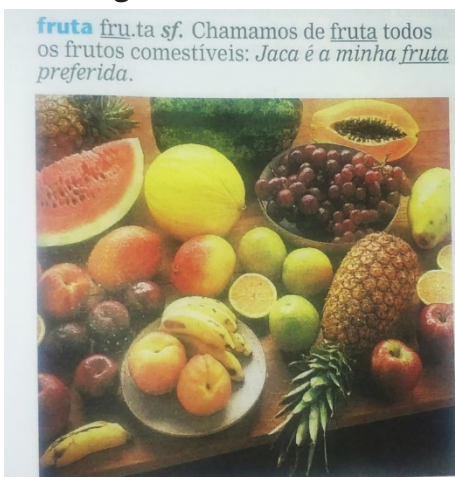 fruta fru.ta sf. Chamamos de fruta todos
os frutos comestíveis: Jaca é a minha fruta
preferida.